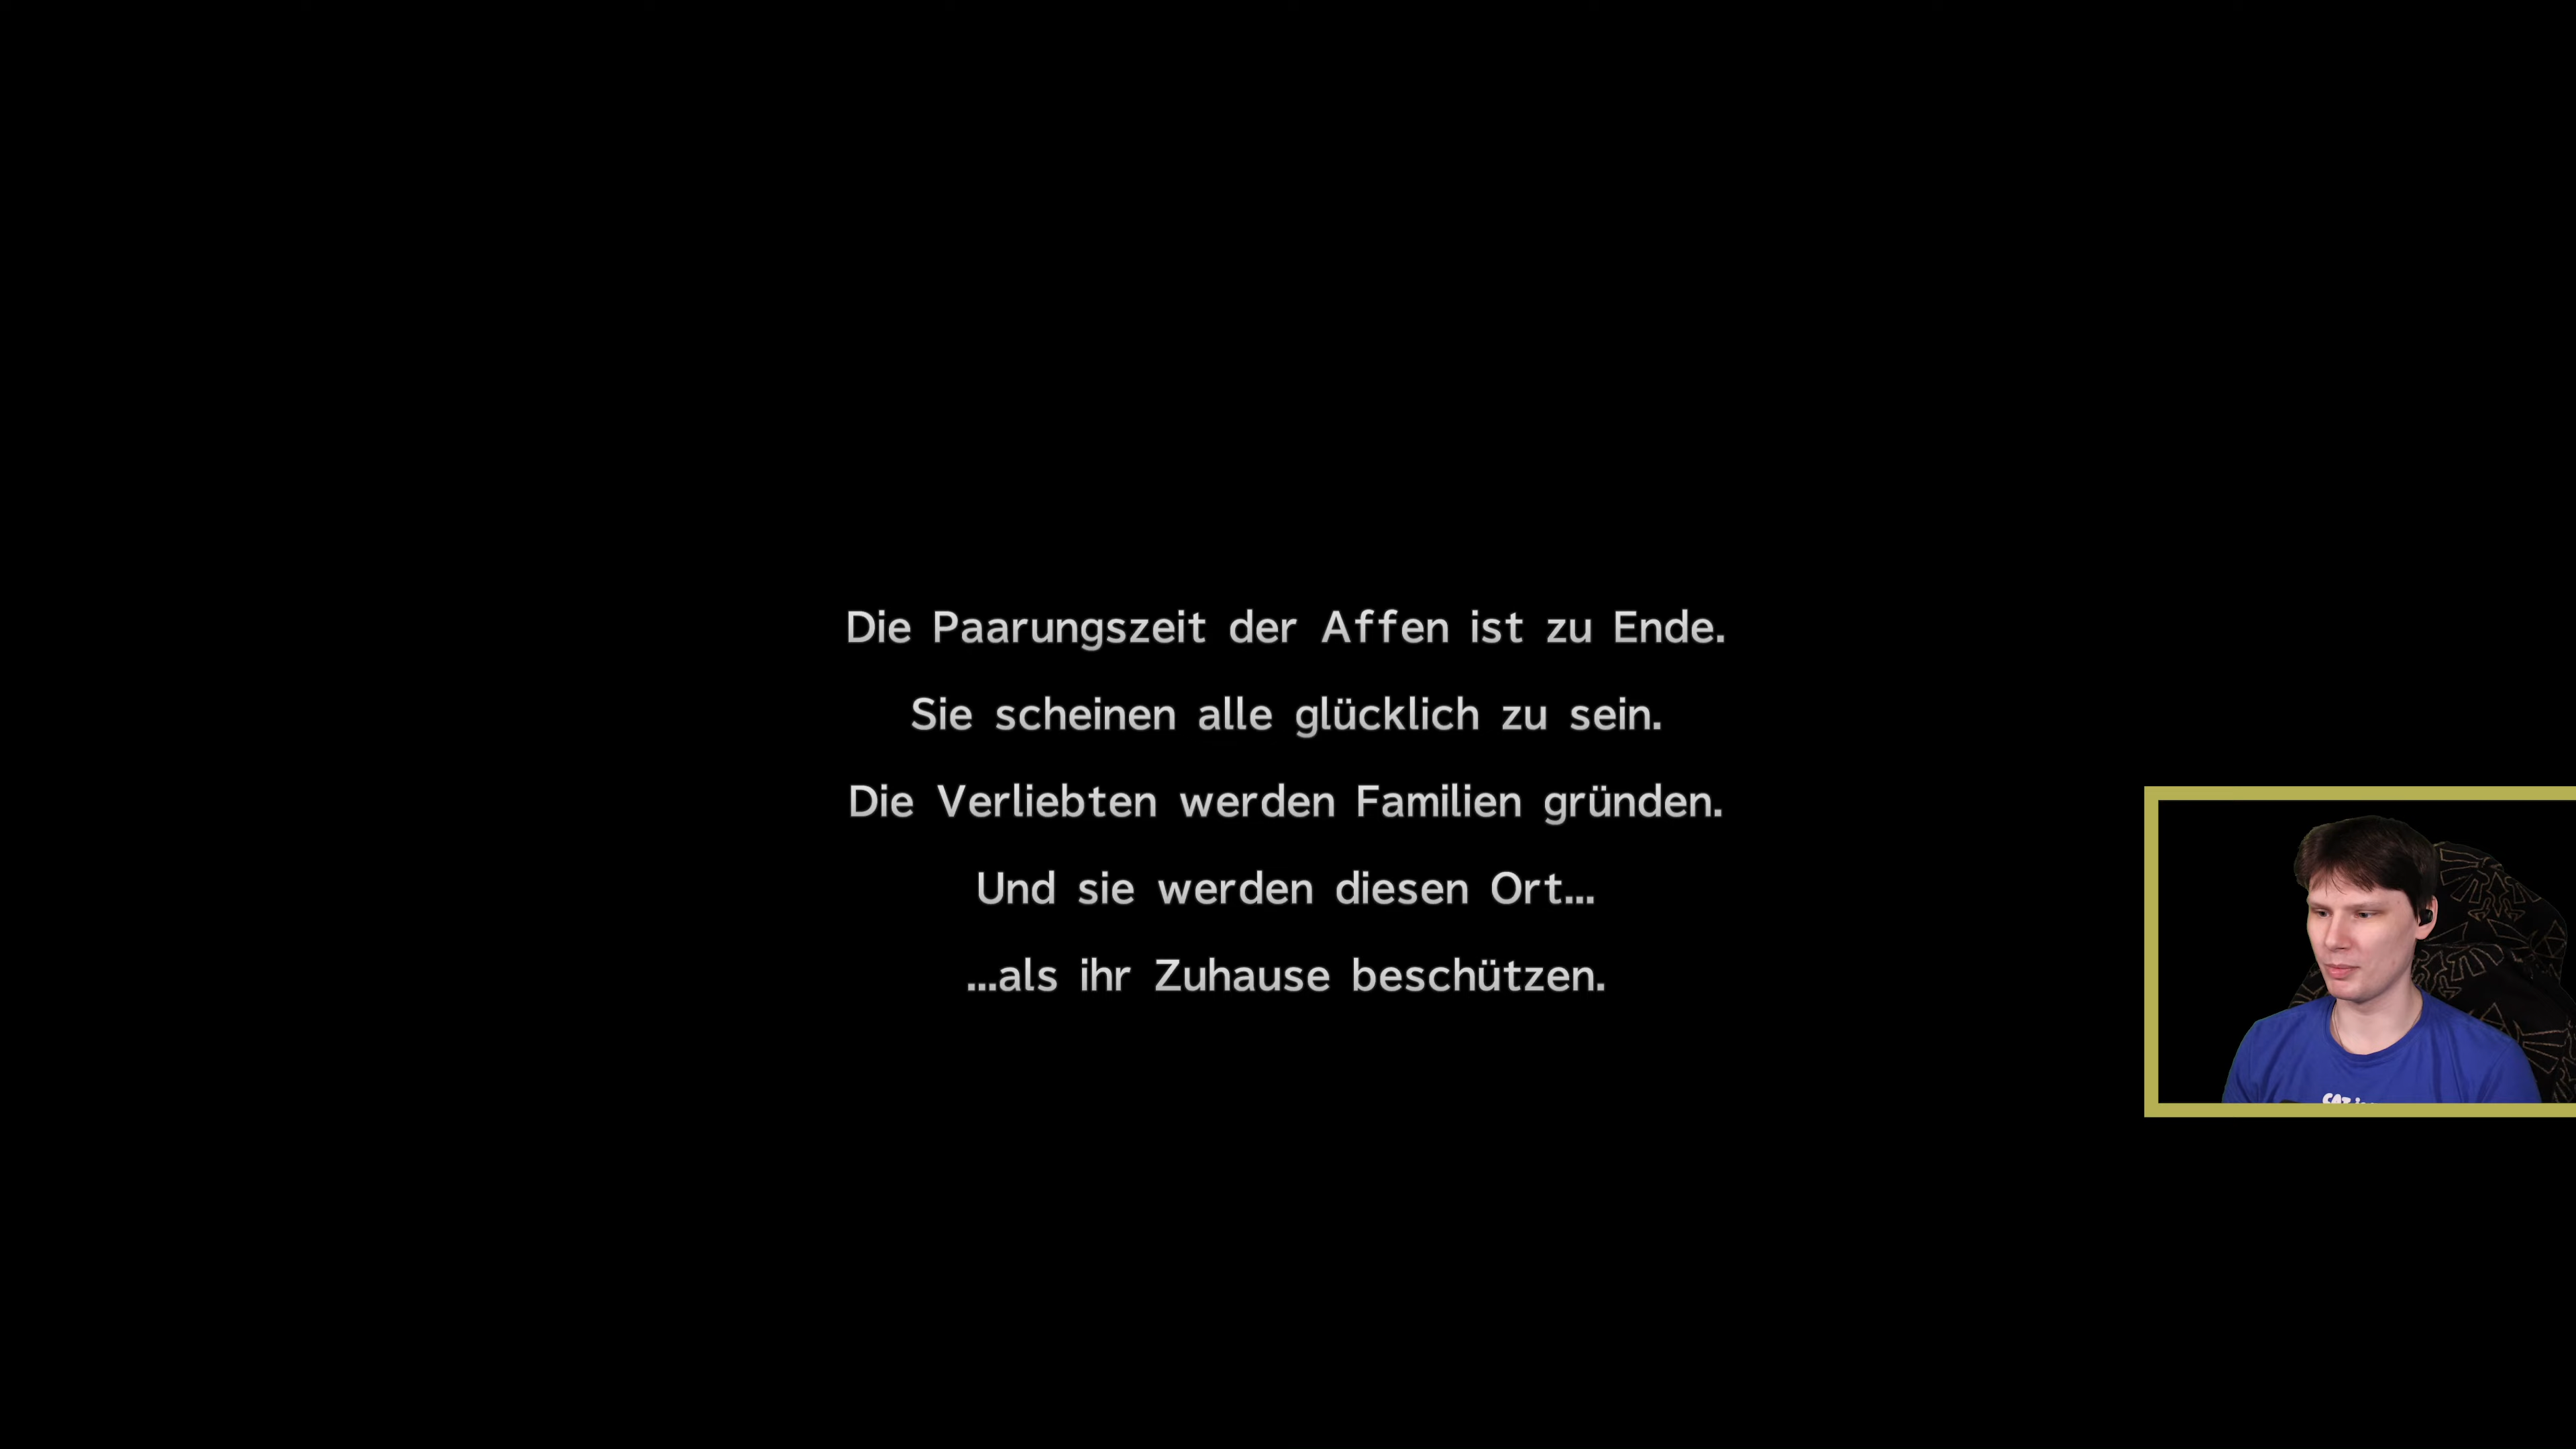 Die Paarungszeit der Affen ist zu Ende.
Sie scheinen alle glücklich zu sein.
Die Verliebten werden Familien gründen.
Und sie werden diesen Ort...
...als ihr Zuhause beschützen.